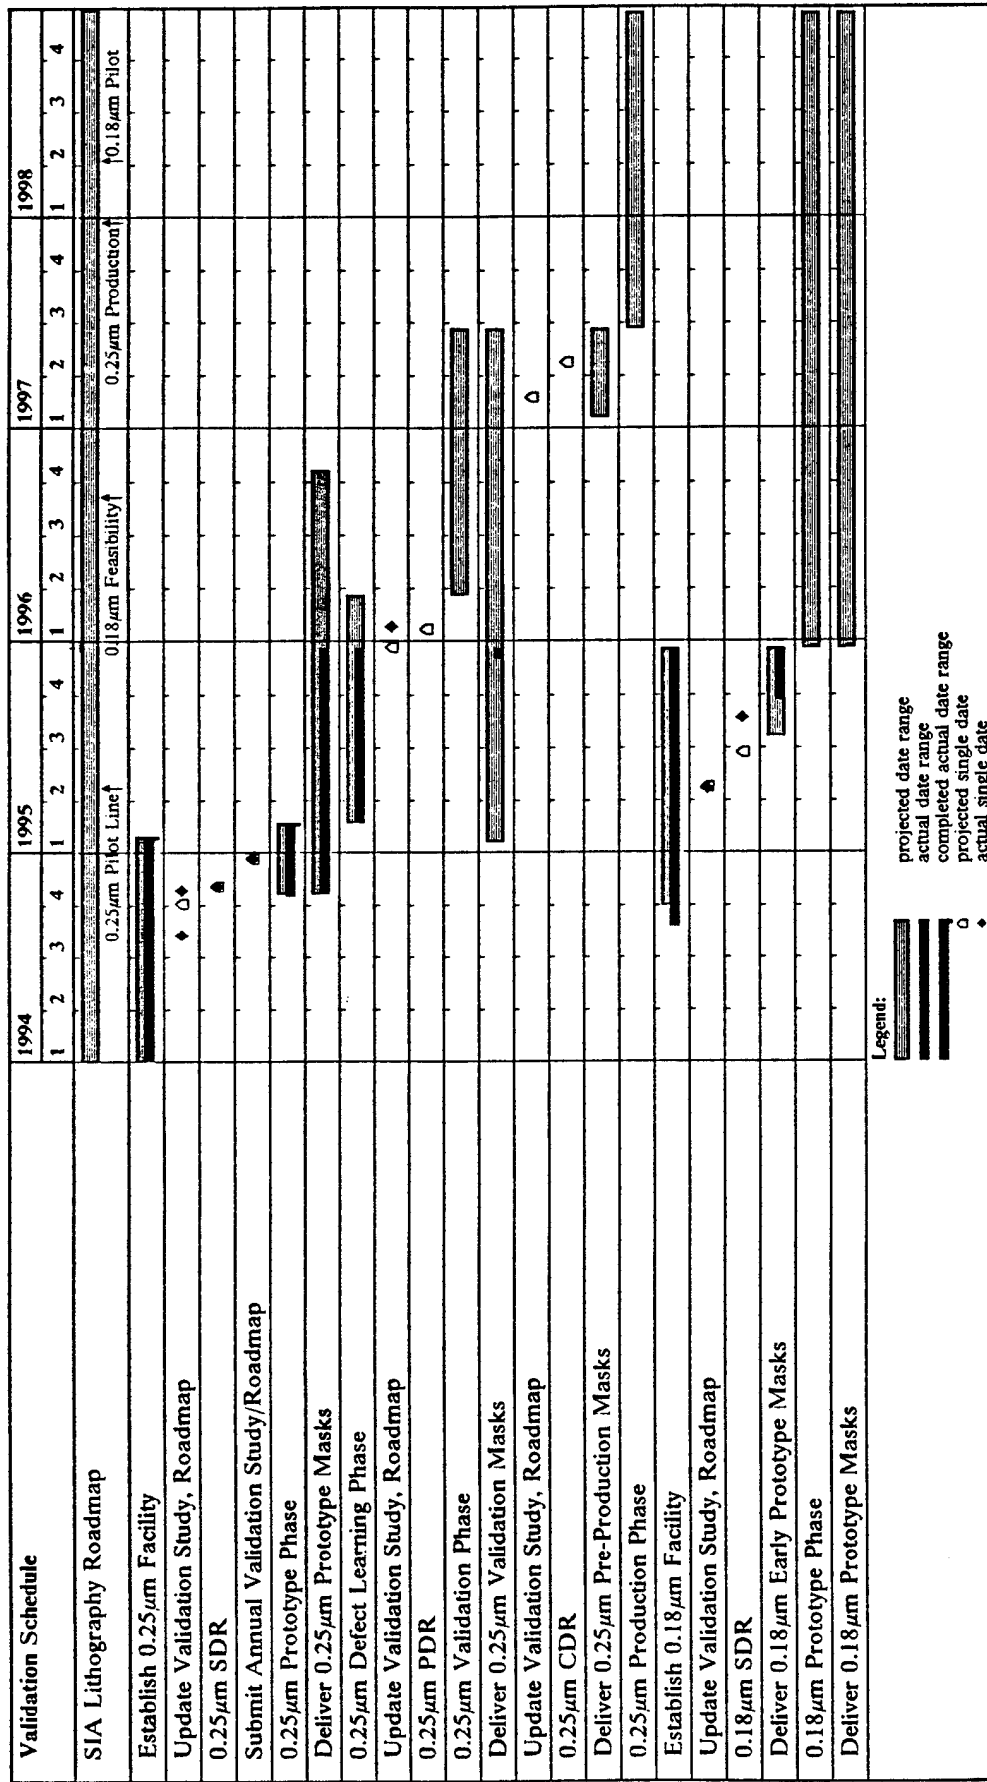 Validation Schedule
1994 1995 1996 1997 1998
1 2 3 4 1 2 3 4 1 2 3 4 1 2 3 4 1 2 3 4
SIA Lithography Roadmap
0.25μm Pilot Line↑ 0.18μm Feasibility↑ 0.25μm Production↑ ↑0.18μm Pilot
Establish 0.25μm Facility
Update Validation Study, Roadmap
0.25μm SDR
Submit Annual Validation Study/Roadmap
0.25μm Prototype Phase
Deliver 0.25μm Prototype Masks
0.25μm Defect Learning Phase
Update Validation Study, Roadmap
0.25μm PDR
0.25μm Validation Phase
Deliver 0.25μm Validation Masks
Update Validation Study, Roadmap
0.25μm CDR
Deliver 0.25μm Pre-Production Masks
0.25μm Production Phase
Establish 0.18μm Facility
Update Validation Study, Roadmap
0.18μm SDR
Deliver 0.18μm Early Prototype Masks
0.18μm Prototype Phase
Deliver 0.18μm Prototype Masks
Legend:
projected date range
actual date range
completed actual date range
projected single date
actual single date